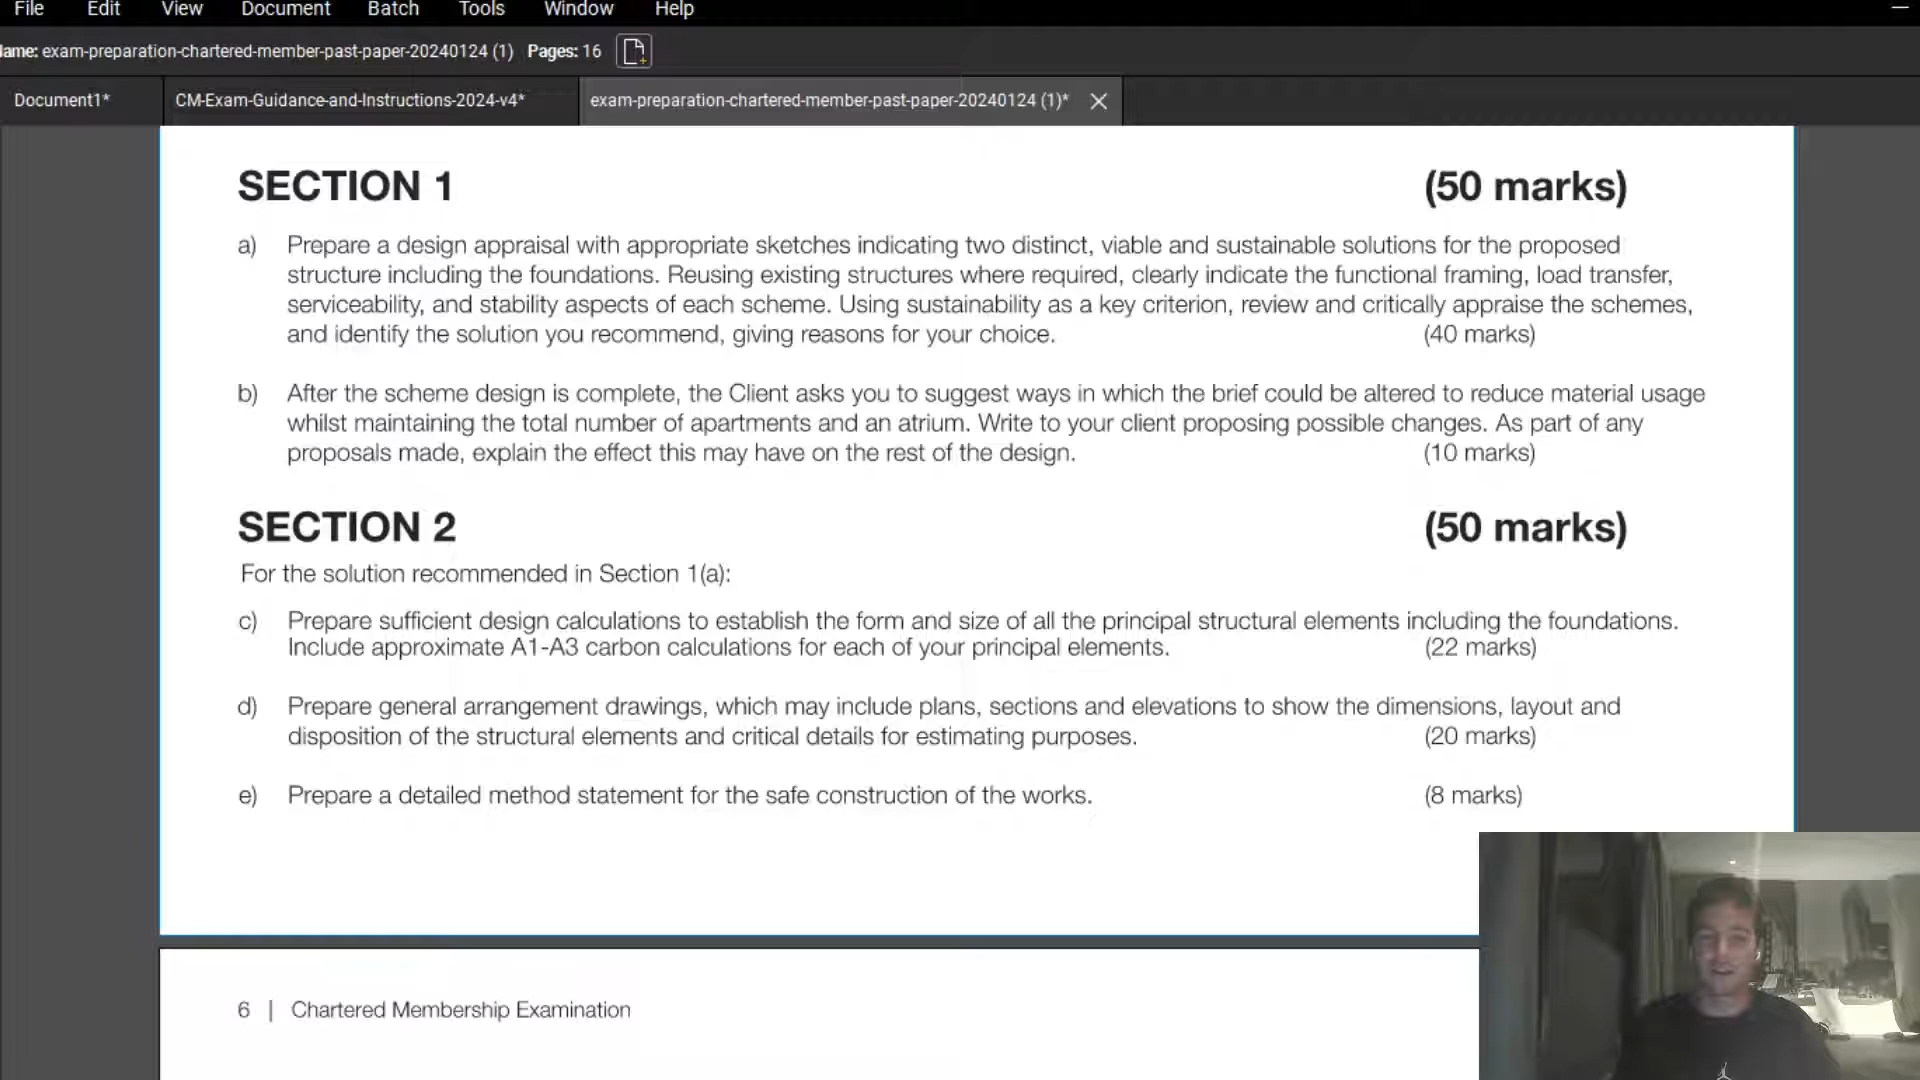 File Edit View Document Batch Tools Window Help
ame: exam-preparation-chartered-member-past-paper-20240124 (1) Pages: 16
Document1* CM-Exam-Guidance-and-Instructions-2024-v4* exam-preparation-chartered-member-past-paper-20240124 (1)*
SECTION 1 (50 marks)
a) Prepare a design appraisal with appropriate sketches indicating two distinct, viable and sustainable solutions for the proposed
structure including the foundations. Reusing existing structures where required, clearly indicate the functional framing, load transfer,
serviceability, and stability aspects of each scheme. Using sustainability as a key criterion, review and critically appraise the schemes,
and identify the solution you recommend, giving reasons for your choice. (40 marks)
b) After the scheme design is complete, the Client asks you to suggest ways in which the brief could be altered to reduce material usage
whilst maintaining the total number of apartments and an atrium. Write to your client proposing possible changes. As part of any
proposals made, explain the effect this may have on the rest of the design. (10 marks)
SECTION 2 (50 marks)
For the solution recommended in Section 1(a):
c) Prepare sufficient design calculations to establish the form and size of all the principal structural elements including the foundations.
Include approximate A1-A3 carbon calculations for each of your principal elements. (22 marks)
d) Prepare general arrangement drawings, which may include plans, sections and elevations to show the dimensions, layout and
disposition of the structural elements and critical details for estimating purposes. (20 marks)
e) Prepare a detailed method statement for the safe construction of the works. (8 marks)
6 | Chartered Membership Examination